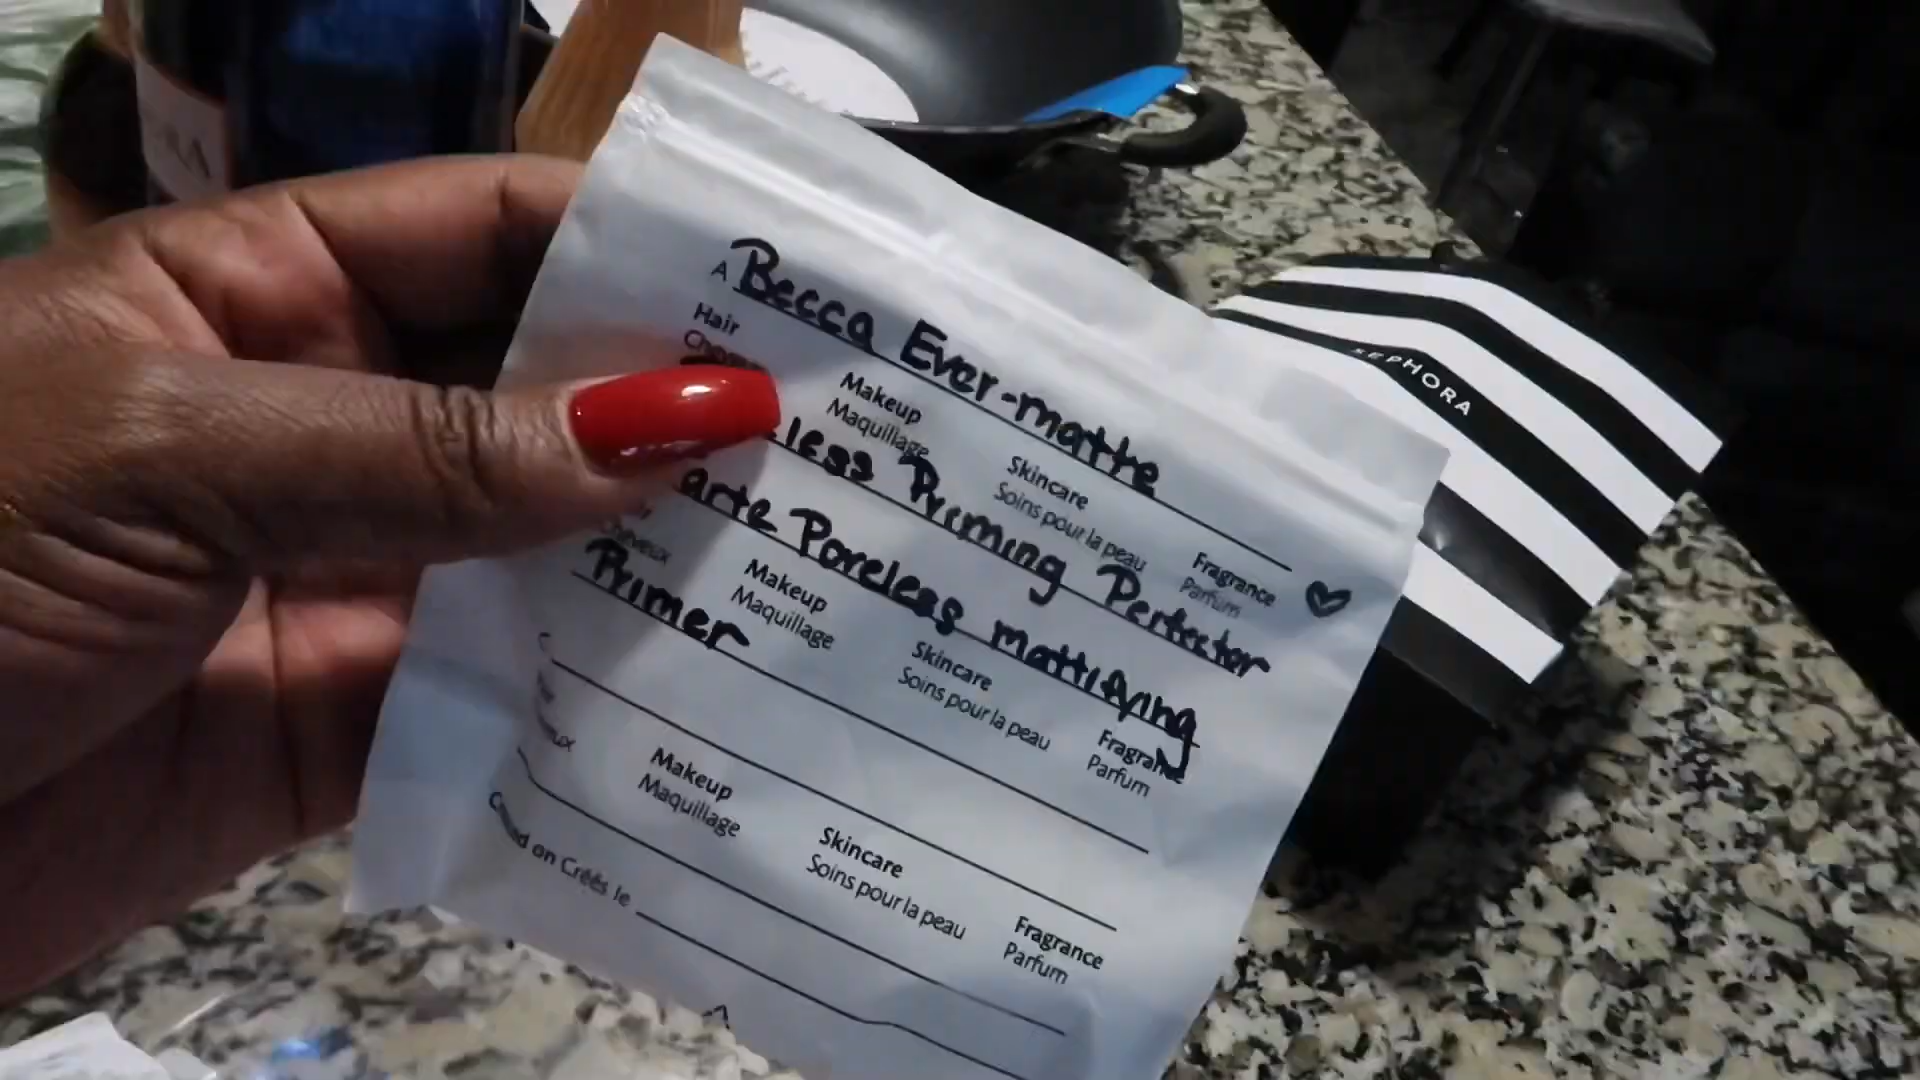 A Becca Ever-matte
Hair Makeup Skincare Fragrance
Maquillage Soins pour la peau Parfum
less Priming Perfector
arte Poreless mattifying
Makeup Skincare
Maquillage Soins pour la peau Parfum
Primer
C
Makeup Skincare Fragrance
Maquillage Soins pour la peau Parfum
on Créés le
SEPHORA